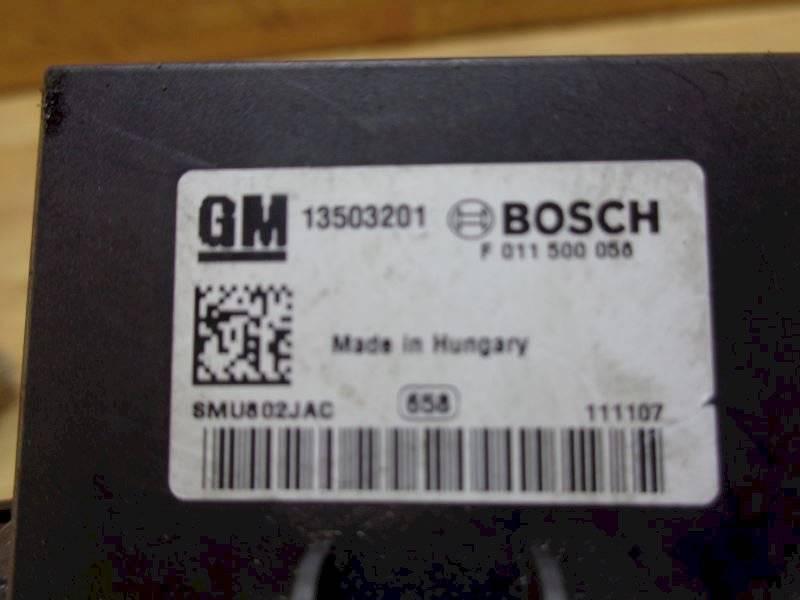 GM 13503201 BOSCH
F 011 500 058
Made in Hungary
SMU802JAC 658 111107